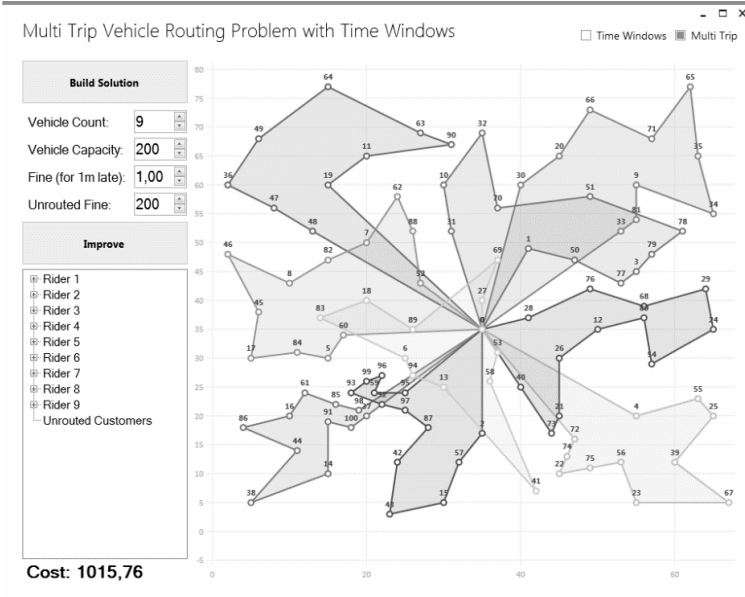 Multi Trip Vehicle Routing Problem with Time Windows
Time Windows Multi Trip
Build Solution
Vehicle Count: 9
Vehicle Capacity: 200
Fine (for 1m late): 1,00
Unrouted Fine: 200
Improve
Rider 1
Rider 2
Rider 3
Rider 4
Rider 5
Rider 6
Rider 7
Rider 8
Rider 9
Unrouted Customers
Cost: 1015,76
80
75
70
65
60
55
50
45
40
35
30
25
20
15
10
5
0
-5
0 20 40 60
64 65
66
49 63 32 71
90
11 20 35
36 19 10 30 9
62 51
47 70 34
48 88 31 33 81 78
7 1
46 82 69 50 79
8 52 3
77
18 27 76 29
45 83 89 0 28 68
12 24
60
17 84 5 6 53 26 54
94
96
99 58
93 59 95 13 40
61 55
85 92 97
16 98 37 21 4 25
86 91 100 87 2 73 72
44 42 57 74 56 39
14 22 75
41
38 15 23 67